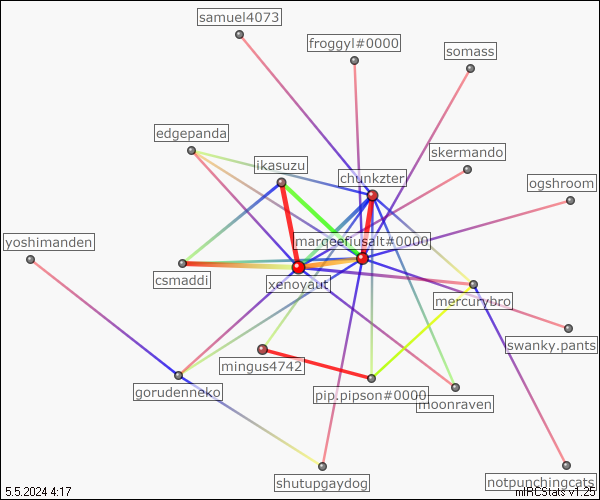 samuel4073
froggyl#0000
somass
edgepanda
ikasuzu
skermando
chunkzter
ogshroom
yoshimanden
marqeefiusalt#0000
csmaddi
xenoyaut
mercurybro
swanky.pants
mingus4742
gorudenneko
pip.pipson#0000
moonraven
shutupgaydog
notpunchingcats
5.5.2024 4:17
mIRCStats v1.25